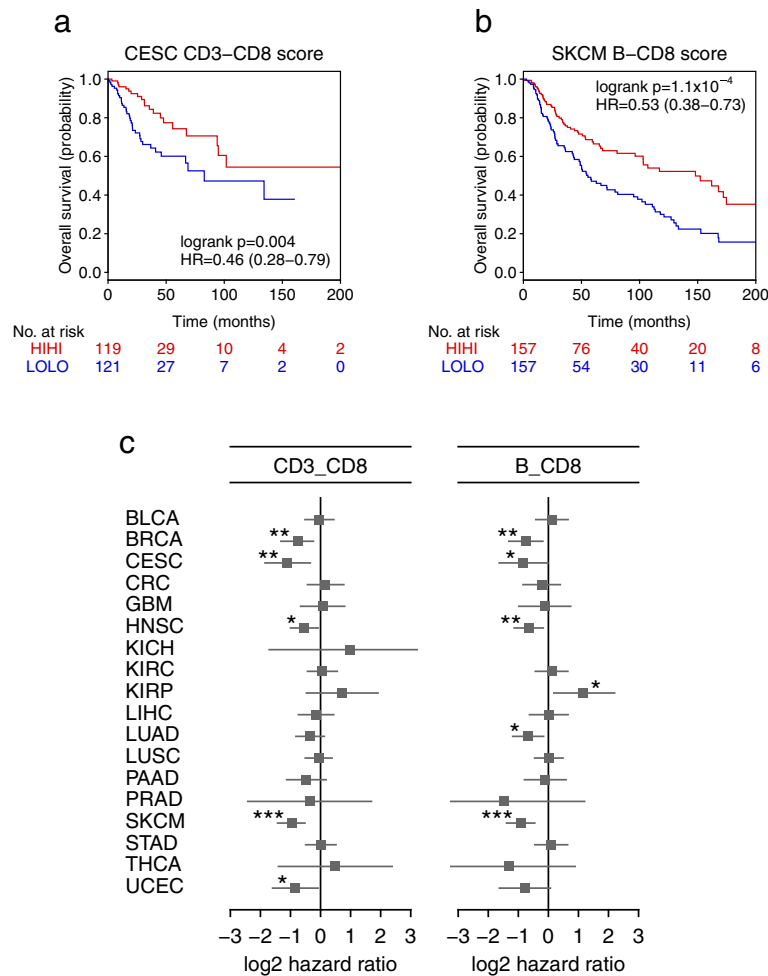 a
CESC CD3−CD8 score
Overall survival (probability)
1.0
0.8
0.6
0.4
0.2
0.0
logrank p=0.004
HR=0.46 (0.28−0.79)
0 50 100 150 200
Time (months)
No. at risk
HIHI 119 29 10 4 2
LOLO 121 27 7 2 0
b
SKCM B−CD8 score
Overall survival (probability)
1.0
0.8
0.6
0.4
0.2
0.0
logrank p=1.1x10⁻⁴
HR=0.53 (0.38−0.73)
0 50 100 150 200
Time (months)
No. at risk
HIHI 157 76 40 20 8
LOLO 157 54 30 11 6
c
CD3_CD8 B_CD8
BLCA
BRCA ** **
CESC ** *
CRC
GBM
HNSC * **
KICH
KIRC
KIRP *
LIHC
LUAD *
LUSC
PAAD
PRAD
SKCM *** ***
STAD
THCA
UCEC *
−3 −2 −1 0 1 2 3 −3 −2 −1 0 1 2 3
log2 hazard ratio log2 hazard ratio